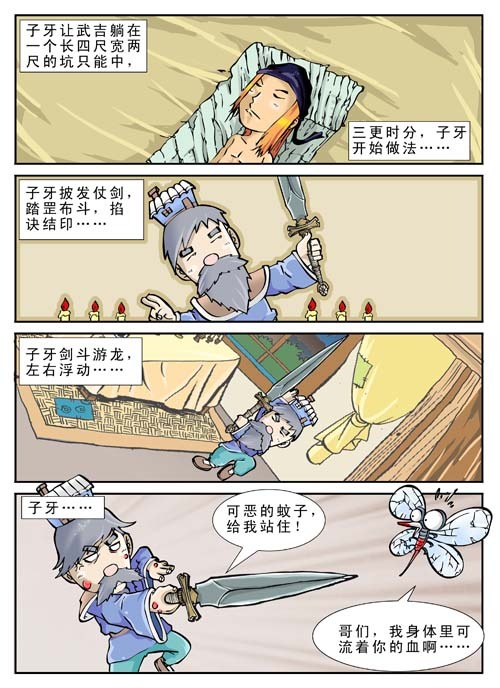 子牙让武吉躺在
一个长四尺宽两
尺的坑只能中，
三更时分，子牙
开始做法……
子牙披发仗剑，
踏罡布斗，掐
诀结印……
子牙剑斗游龙，
左右浮动……
子牙……
可恶的蚊子，
给我站住！
哥们，我身体里可
流着你的血啊……